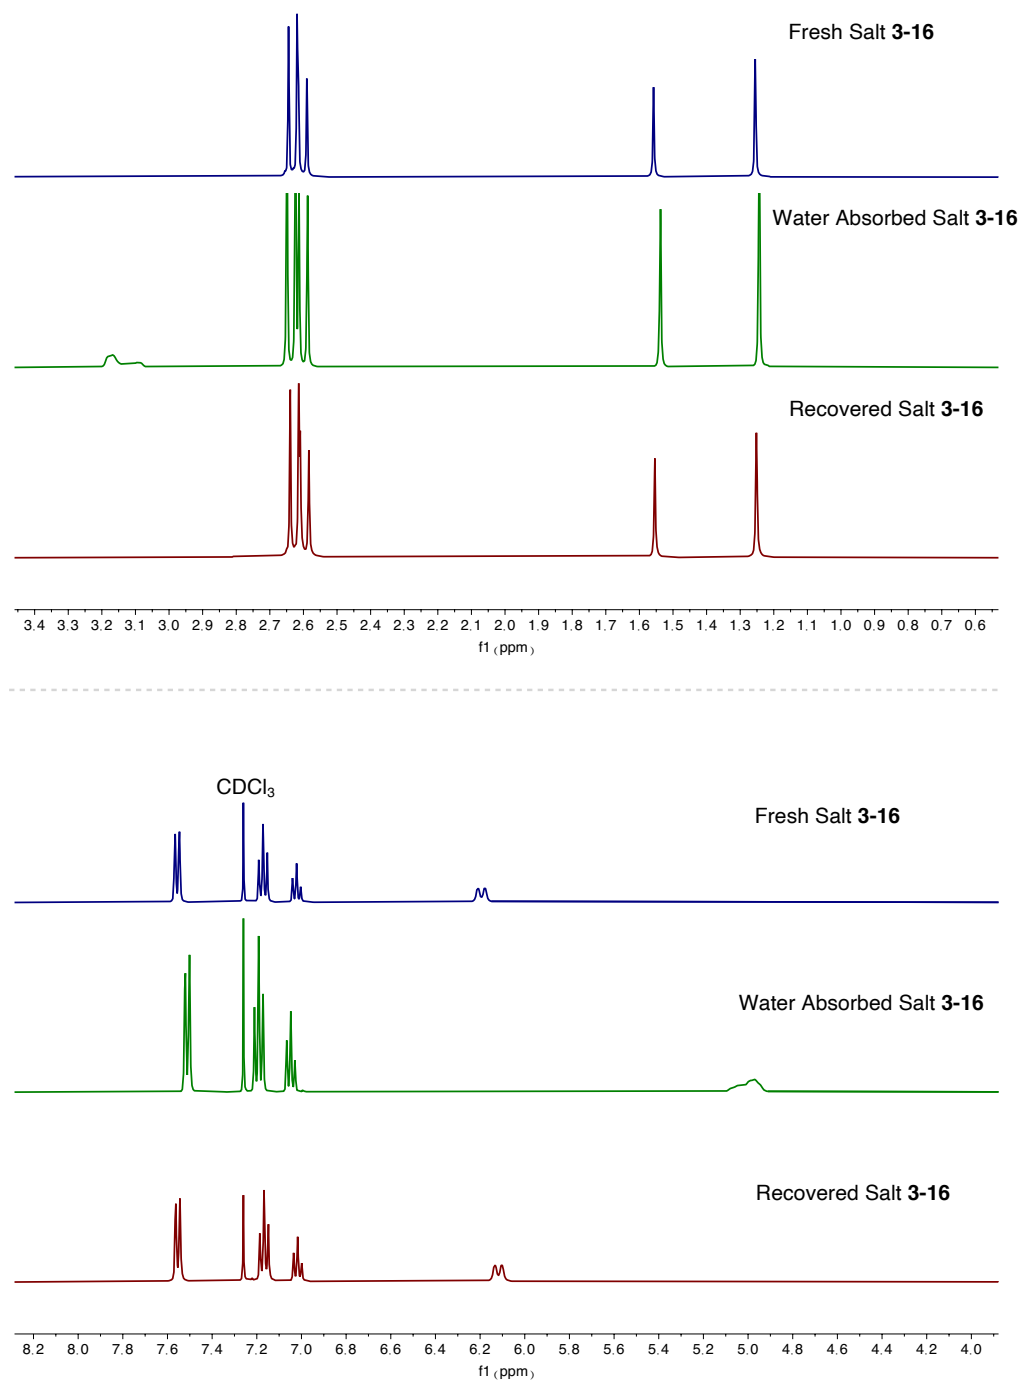 Fresh Salt 3-16
Water Absorbed Salt 3-16
Recovered Salt 3-16
3.4 3.3 3.2 3.1 3.0 2.9 2.8 2.7 2.6 2.5 2.4 2.3 2.2 2.1 2.0 1.9 1.8 1.7 1.6 1.5 1.4 1.3 1.2 1.1 1.0 0.9 0.8 0.7 0.6
f1 (ppm)
CDCl₃
Fresh Salt 3-16
Water Absorbed Salt 3-16
Recovered Salt 3-16
8.2 8.0 7.8 7.6 7.4 7.2 7.0 6.8 6.6 6.4 6.2 6.0 5.8 5.6 5.4 5.2 5.0 4.8 4.6 4.4 4.2 4.0
f1 (ppm)